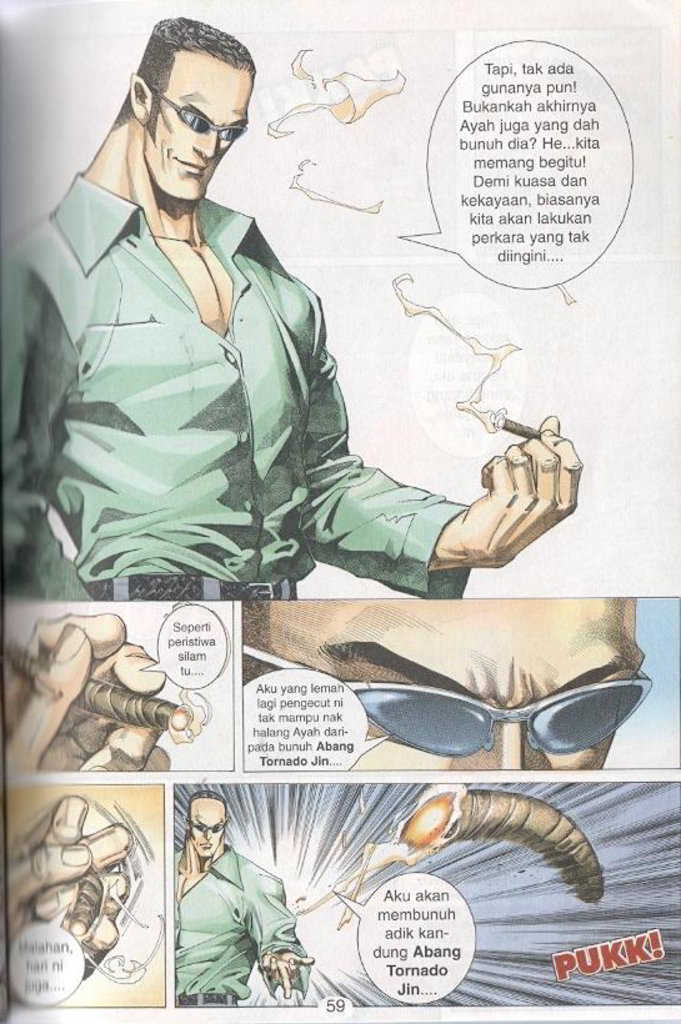 Tapi, tak ada
gunanya pun!
Bukankah akhirnya
Ayah juga yang dah
bunuh dia? He...kita
memang begitu!
Demi kuasa dan
kekayaan, biasanya
kita akan lakukan
perkara yang tak
diingini....
Seperti
peristiwa
silam
tu....
Aku yang lemah
lagi pengecut ni
tak mampu nak
halang Ayah dari-
pada bunuh Abang
Tornado Jin....
Malahan,
hari ni
juga....
Aku akan
membunuh
adik kan-
dung Abang
Tornado
Jin....
PUKK!
59